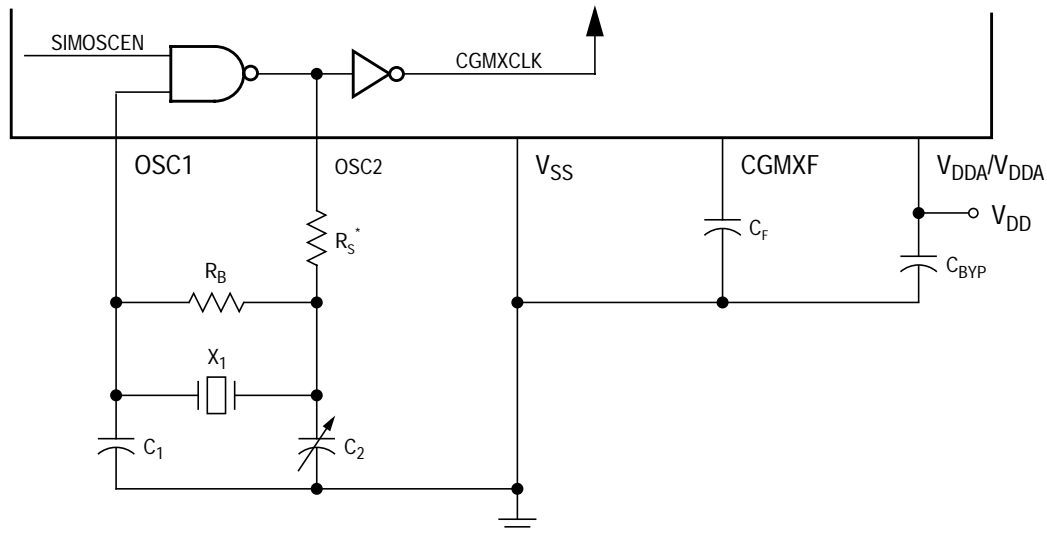 SIMOSCEN
CGMXCLK
OSC1
OSC2
VSS
CGMXF
VDDA/VDDA
VDD
RS*
CF
CBYP
RB
X1
C1
C2